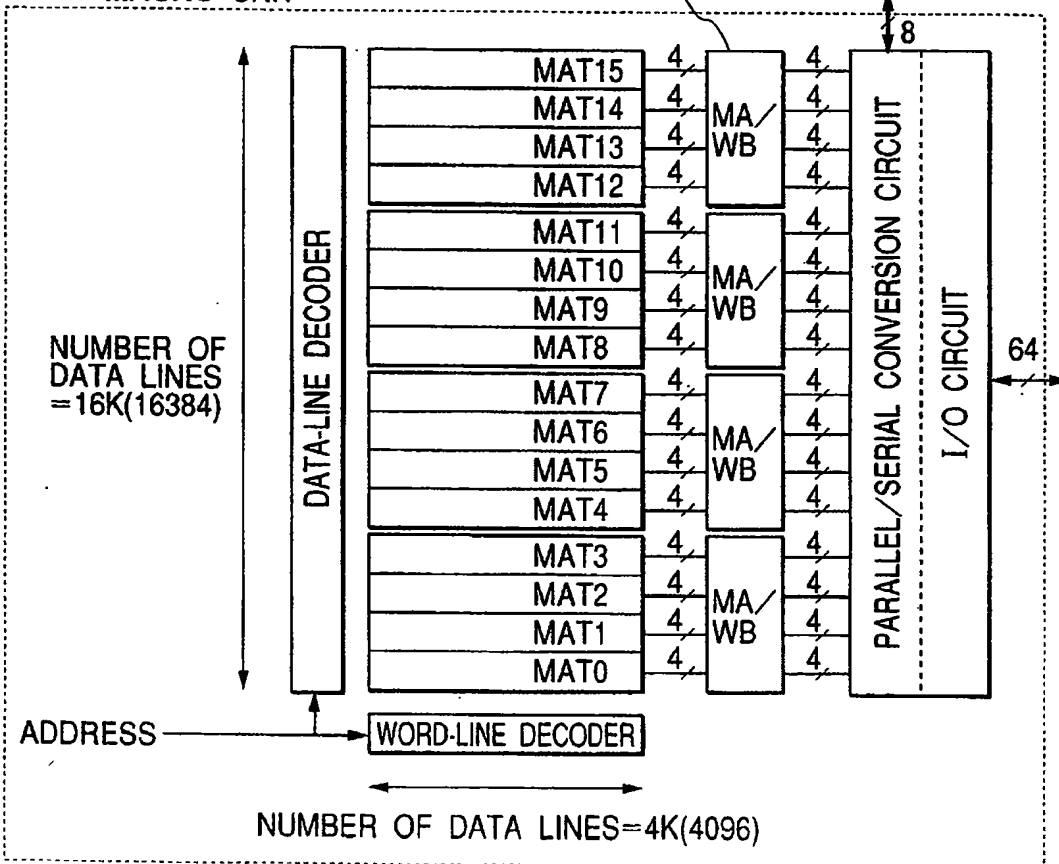 8
MAT15 4 4
MAT14 4 4
MAT13 4 4
MAT12 4 4
MA/
WB
MAT11 4 4
MAT10 4 4
MAT9 4 4
MAT8 4 4
MA/
WB
MAT7 4 4
MAT6 4 4
MAT5 4 4
MAT4 4 4
MA/
WB
MAT3 4 4
MAT2 4 4
MAT1 4 4
MAT0 4 4
MA/
WB
DATA-LINE DECODER
NUMBER OF
DATA LINES
=16K(16384)
PARALLEL/SERIAL CONVERSION CIRCUIT
I/O CIRCUIT
64
ADDRESS
WORD-LINE DECODER
NUMBER OF DATA LINES=4K(4096)